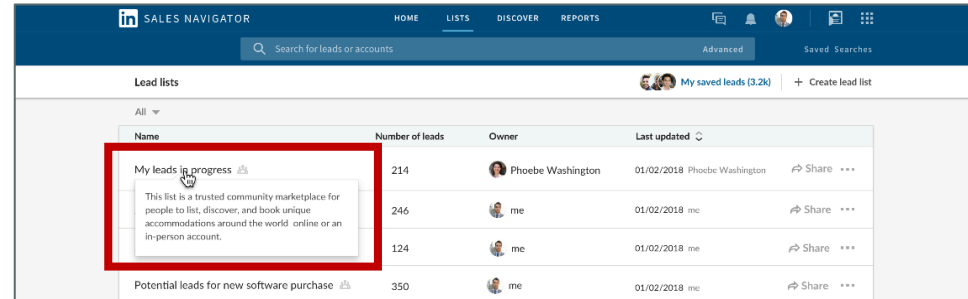 in SALES NAVIGATOR HOME LISTS DISCOVER REPORTS
Search for leads or accounts Advanced Saved Searches
Lead lists My saved leads (3.2k) + Create lead list
All
Name Number of leads Owner Last updated
My leads in progress 214 Phoebe Washington 01/02/2018 Phoebe Washington Share
This list is a trusted community marketplace for
people to list, discover, and book unique
accommodations around the world online or an
in-person account.
246 me 01/02/2018 me Share
124 me 01/02/2018 me Share
Potential leads for new software purchase 350 me 01/02/2018 me Share